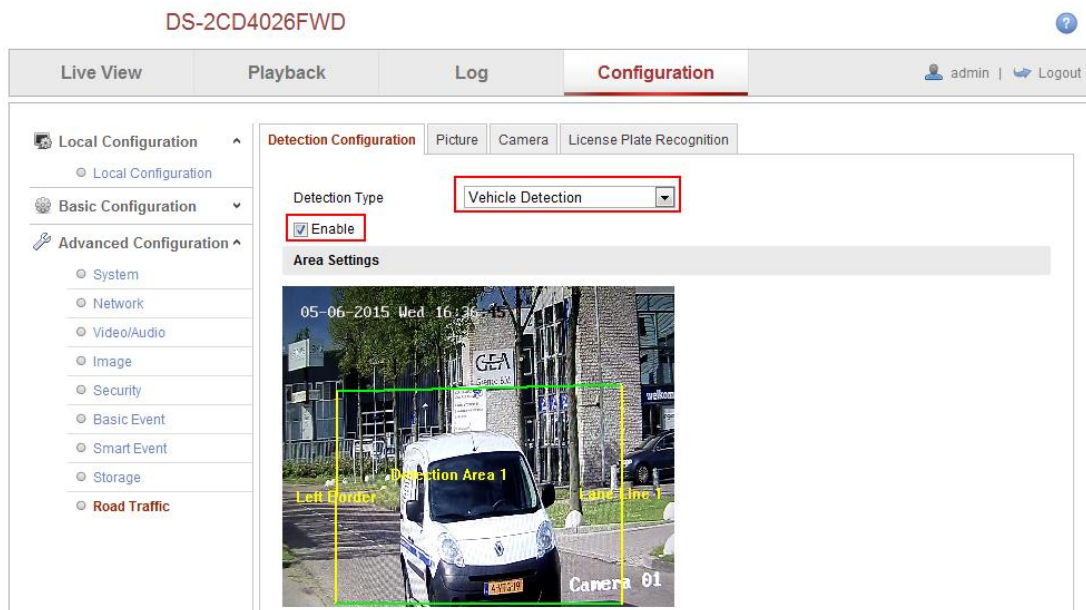 DS-2CD4026FWD
Live View Playback Log Configuration admin | Logout
Local Configuration
Local Configuration
Basic Configuration
Advanced Configuration
System
Network
Video/Audio
Image
Security
Basic Event
Smart Event
Storage
Road Traffic
Detection Configuration Picture Camera License Plate Recognition
Detection Type Vehicle Detection
Enable
Area Settings
05-06-2015 Wed 16:36:45
GEA
welkom
Detection Area 1
Left Border Lane Line 1
Camera 01